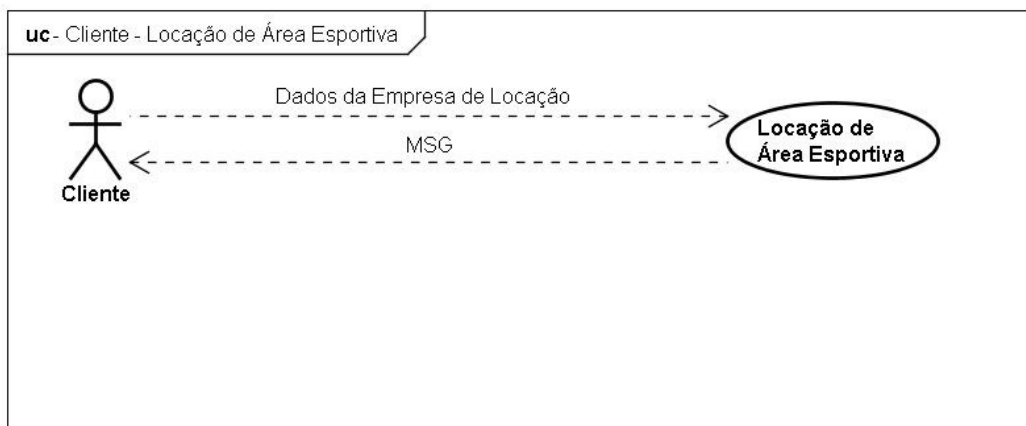 uc - Cliente - Locação de Área Esportiva
Dados da Empresa de Locação
MSG
Locação de
Área Esportiva
Cliente